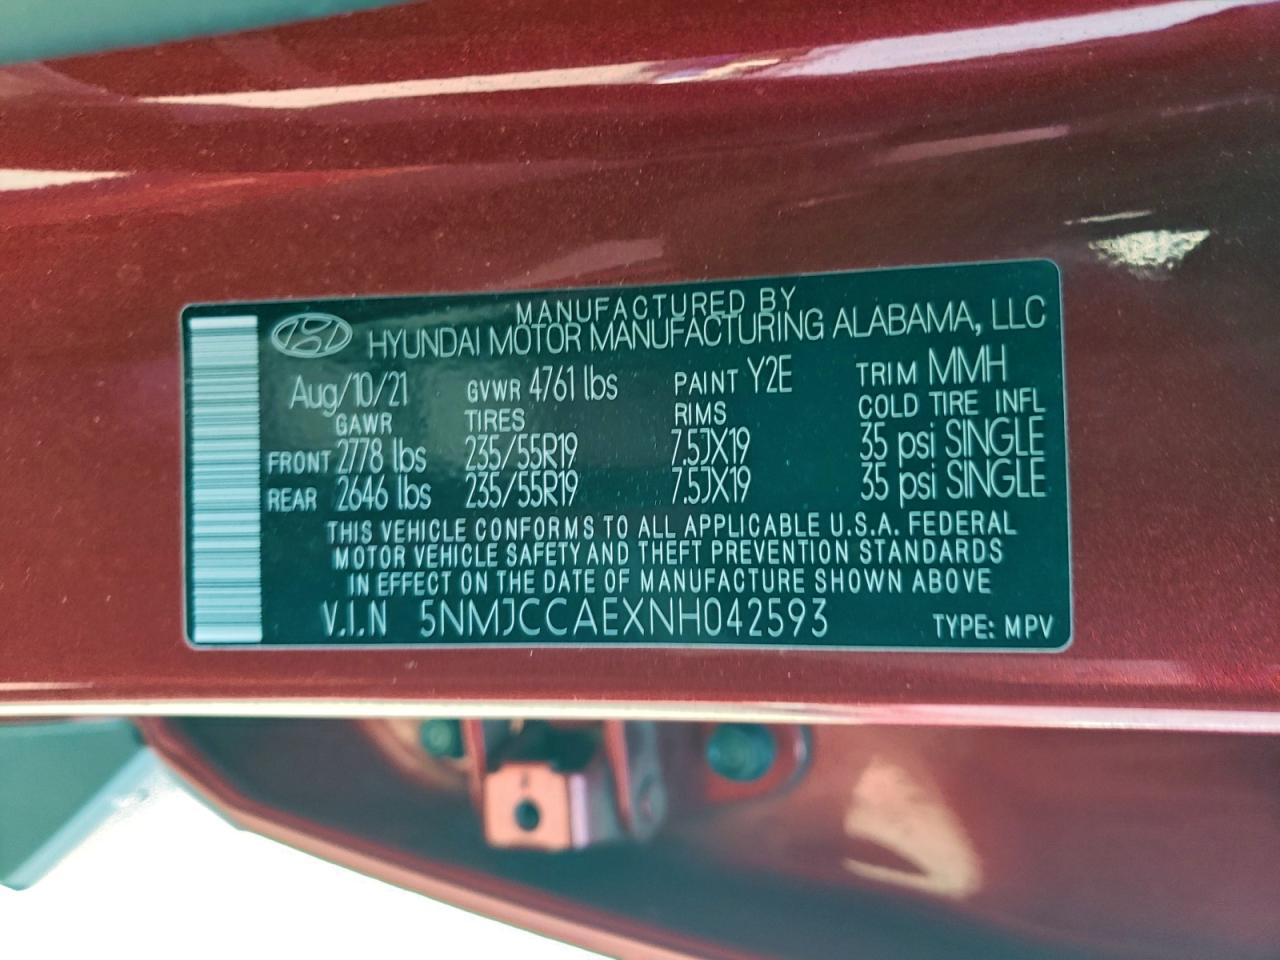 MANUFACTURED BY
HYUNDAI MOTOR MANUFACTURING ALABAMA, LLC
Aug/10/21 GVWR 4761 lbs PAINT Y2E TRIM MMH
GAWR TIRES RIMS COLD TIRE INFL
FRONT 2778 lbs 235/55R19 7.5JX19 35 psi SINGLE
REAR 2646 lbs 235/55R19 7.5JX19 35 psi SINGLE
THIS VEHICLE CONFORMS TO ALL APPLICABLE U.S.A. FEDERAL
MOTOR VEHICLE SAFETY AND THEFT PREVENTION STANDARDS
IN EFFECT ON THE DATE OF MANUFACTURE SHOWN ABOVE
V.I.N 5NMJCCAEXNH042593 TYPE: MPV